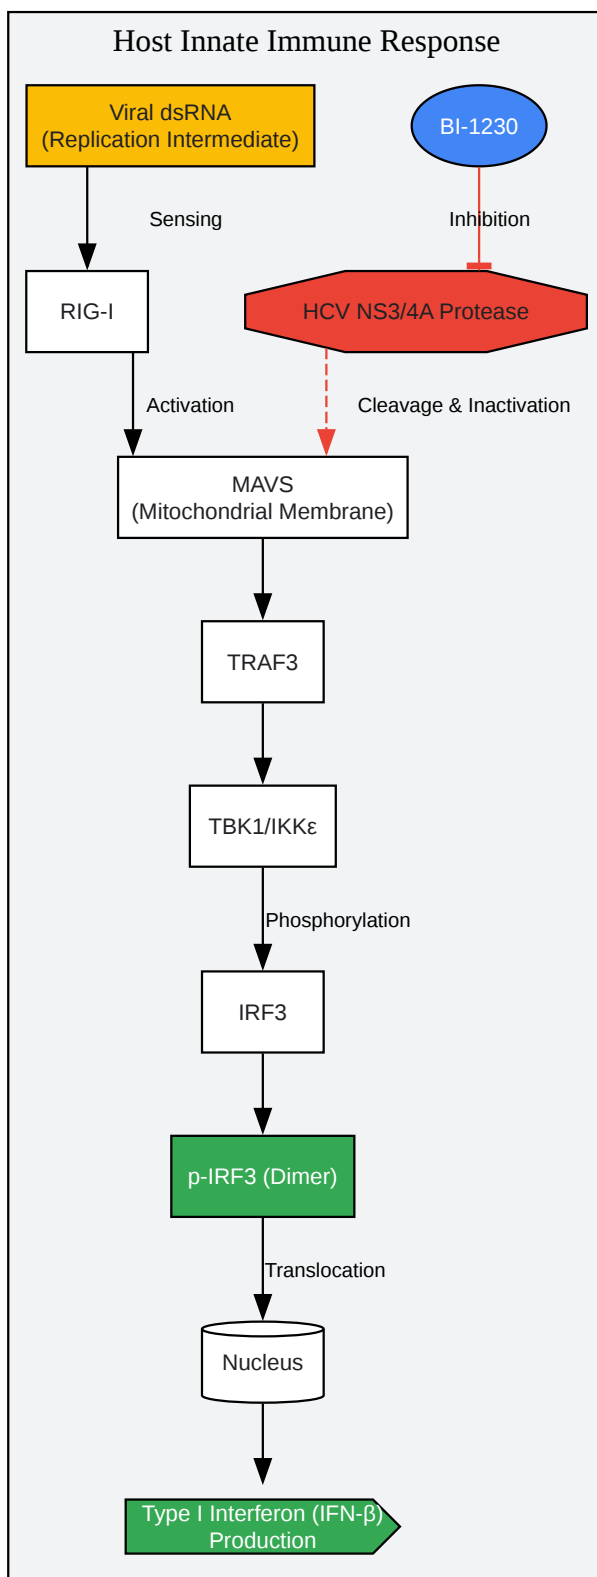 Host Innate Immune Response
Viral dsRNA
(Replication Intermediate)
BI-1230
Sensing
Inhibition
RIG-I
HCV NS3/4A Protease
Activation
Cleavage & Inactivation
MAVS
(Mitochondrial Membrane)
TRAF3
TBK1/IKKε
Phosphorylation
IRF3
p-IRF3 (Dimer)
Translocation
Nucleus
Type I Interferon (IFN-β)
Production